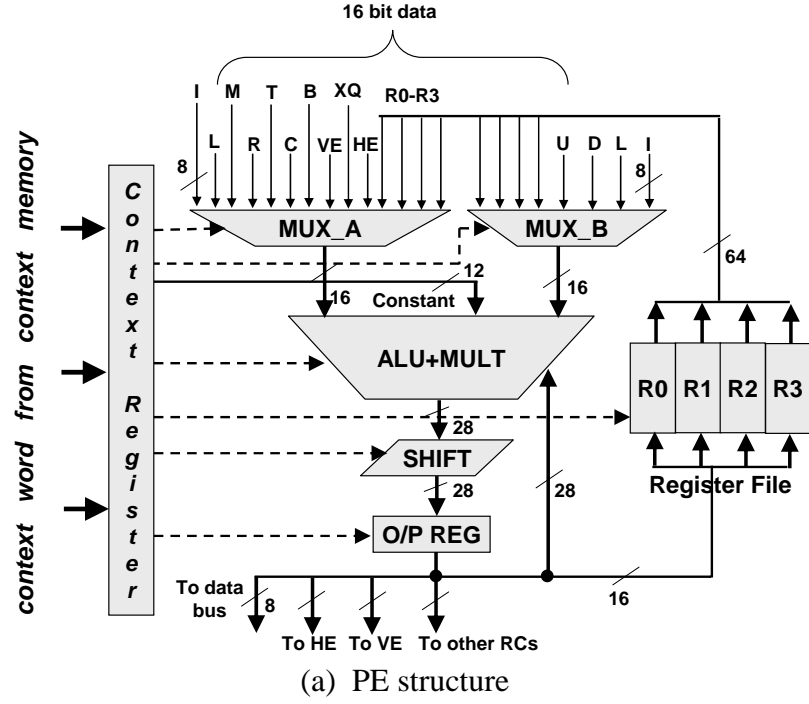 16 bit data
I M T B XQ R0-R3
L R C VE HE U D L I
8 8
MUX_A MUX_B
64
12
16 Constant 16
ALU+MULT
R0 R1 R2 R3
28
SHIFT
Register File
28 28
O/P REG
To data bus
8
16
To HE To VE To other RCs
context word from context memory
Context Register
(a) PE structure